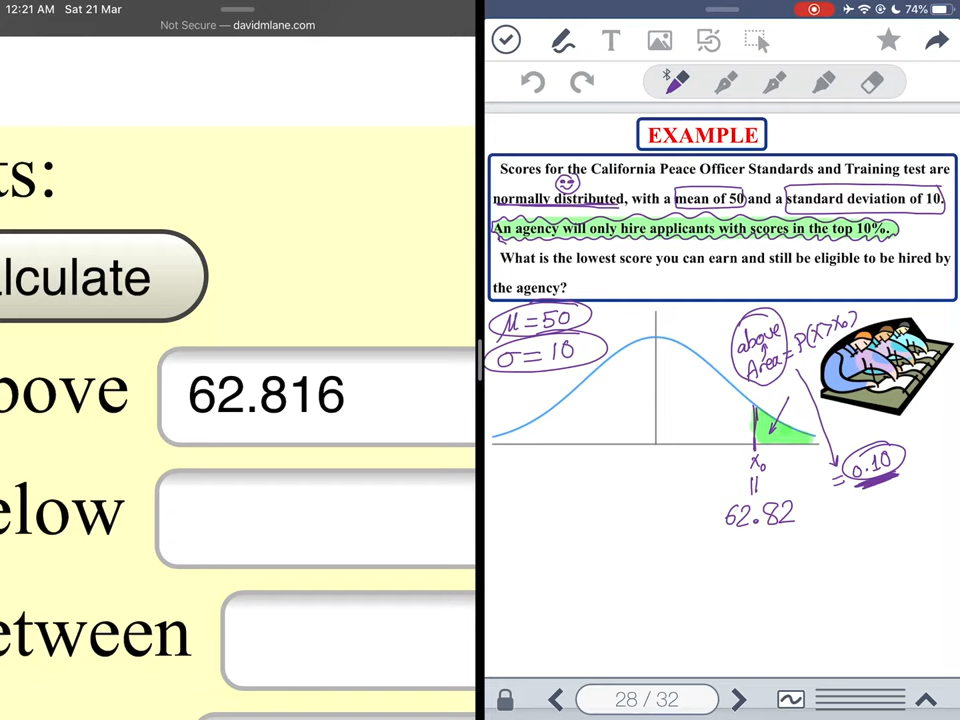 12:21 AM Sat 21 Mar
74%
Not Secure — davidmlane.com
ts:
alculate
bove 62.816
elow
etween
T
EXAMPLE
Scores for the California Peace Officer Standards and Training test are
normally distributed, with a mean of 50 and a standard deviation of 10.
An agency will only hire applicants with scores in the top 10%.
What is the lowest score you can earn and still be eligible to be hired by
the agency?
μ = 50
σ = 10
above
Area = P(X>x₀)
= 0.10
x₀
=
62.82
28 / 32